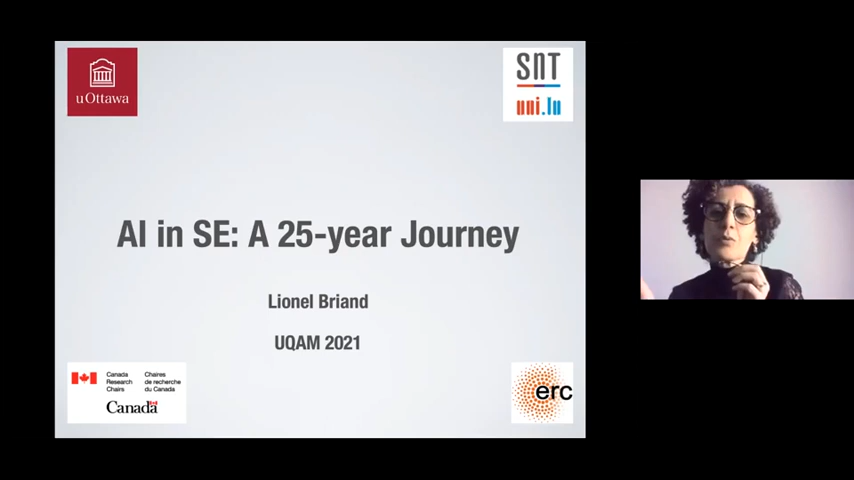 uOttawa
SnT
uni.lu
AI in SE: A 25-year Journey
Lionel Briand
UQAM 2021
Canada Research Chairs
Chaires de recherche du Canada
Canada
erc